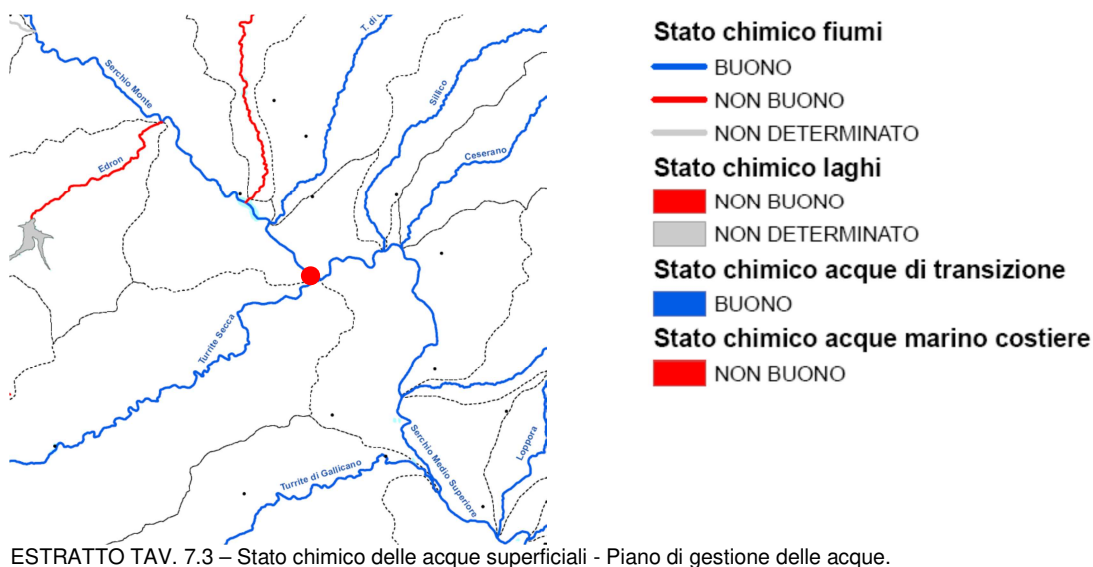 Serchio Monte
T. di
Sillico
Ceserano
Edron
Turrite Secca
Turrite di Gallicano
Serchio Medio Superiore
Loppora
Stato chimico fiumi
BUONO
NON BUONO
NON DETERMINATO
Stato chimico laghi
NON BUONO
NON DETERMINATO
Stato chimico acque di transizione
BUONO
Stato chimico acque marino costiere
NON BUONO
ESTRATTO TAV. 7.3 – Stato chimico delle acque superficiali - Piano di gestione delle acque.